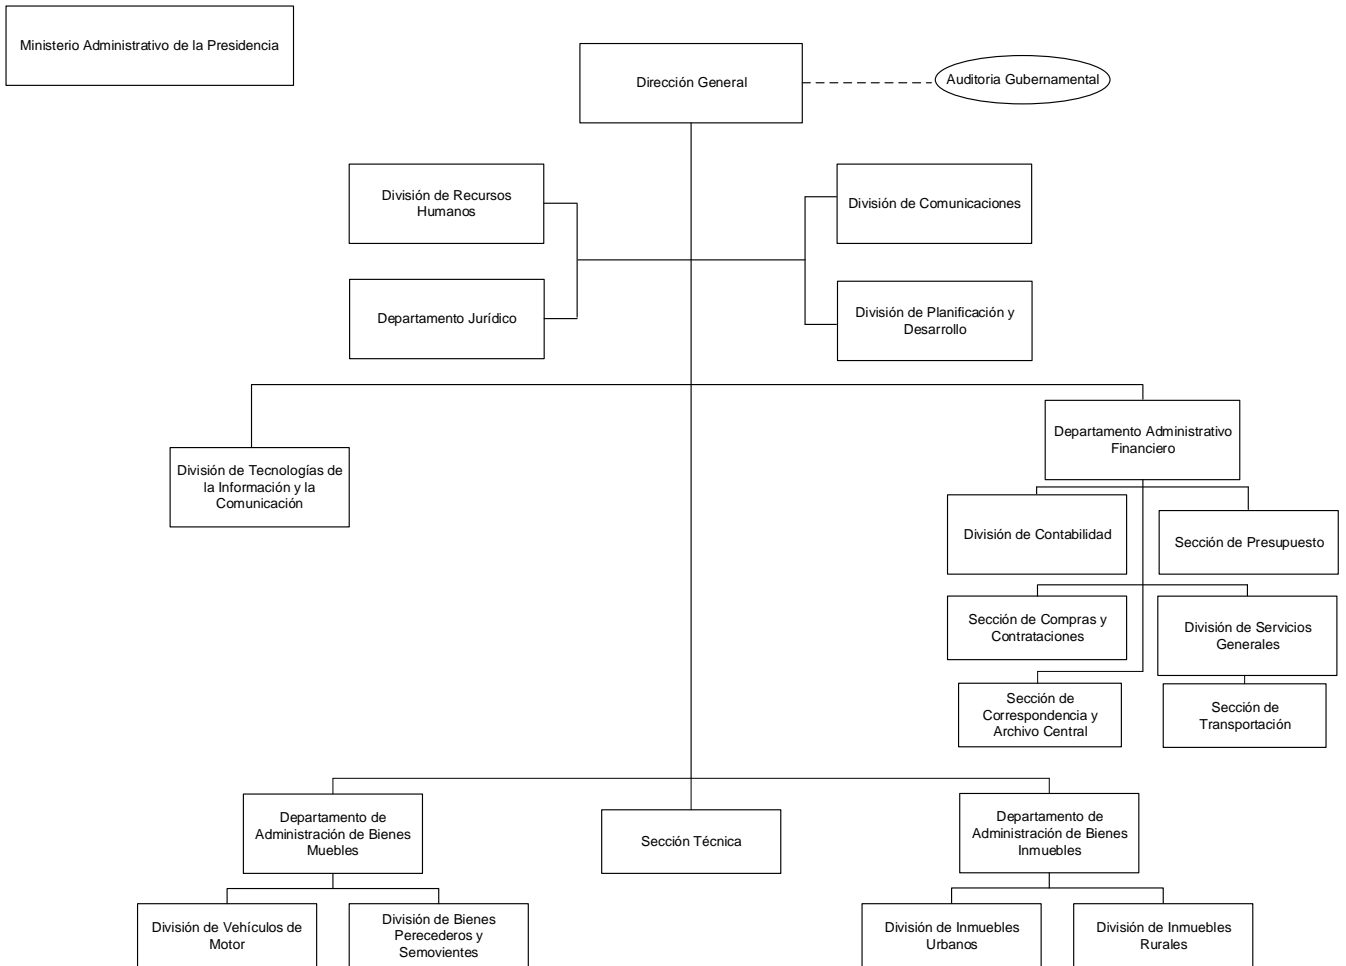 Ministerio Administrativo de la Presidencia
Dirección General
Auditoria Gubernamental
División de Recursos
Humanos
División de Comunicaciones
Departamento Jurídico
División de Planificación y
Desarrollo
Departamento Administrativo
Financiero
División de Tecnologías de
la Información y la
Comunicación
División de Contabilidad
Sección de Presupuesto
Sección de Compras y
Contrataciones
División de Servicios
Generales
Sección de
Correspondencia y
Archivo Central
Sección de
Transportación
Departamento de
Administración de Bienes
Muebles
Sección Técnica
Departamento de
Administración de Bienes
Inmuebles
División de Vehículos de
Motor
División de Bienes
Perecederos y
Semovientes
División de Inmuebles
Urbanos
División de Inmuebles
Rurales